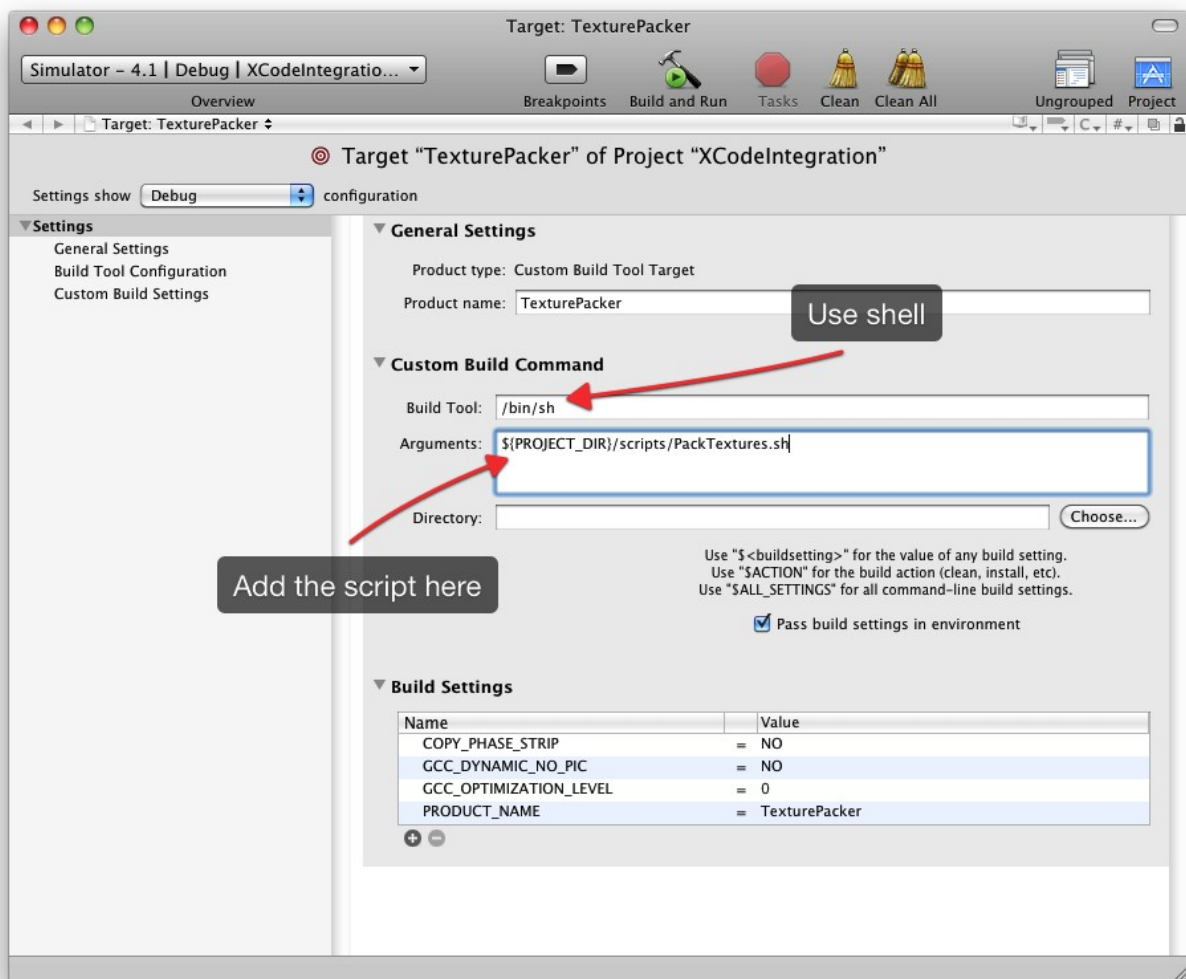 Target: TexturePacker
Simulator – 4.1 | Debug | XCodeIntegratio...
Overview
Breakpoints
Build and Run
Tasks
Clean
Clean All
Ungrouped
Project
Target: TexturePacker
C
#
Target “TexturePacker” of Project “XCodeIntegration”
Settings show
Debug
configuration
Settings
General Settings
Build Tool Configuration
Custom Build Settings
General Settings
Product type: Custom Build Tool Target
Product name: TexturePacker
Use shell
Custom Build Command
Build Tool: /bin/sh
Arguments: ${PROJECT_DIR}/scripts/PackTextures.sh
Directory:
Choose...
Add the script here
Use "$<buildsetting>" for the value of any build setting.
Use "$ACTION" for the build action (clean, install, etc).
Use "$ALL_SETTINGS" for all command-line build settings.
Pass build settings in environment
Build Settings
Name Value
COPY_PHASE_STRIP = NO
GCC_DYNAMIC_NO_PIC = NO
GCC_OPTIMIZATION_LEVEL = 0
PRODUCT_NAME = TexturePacker